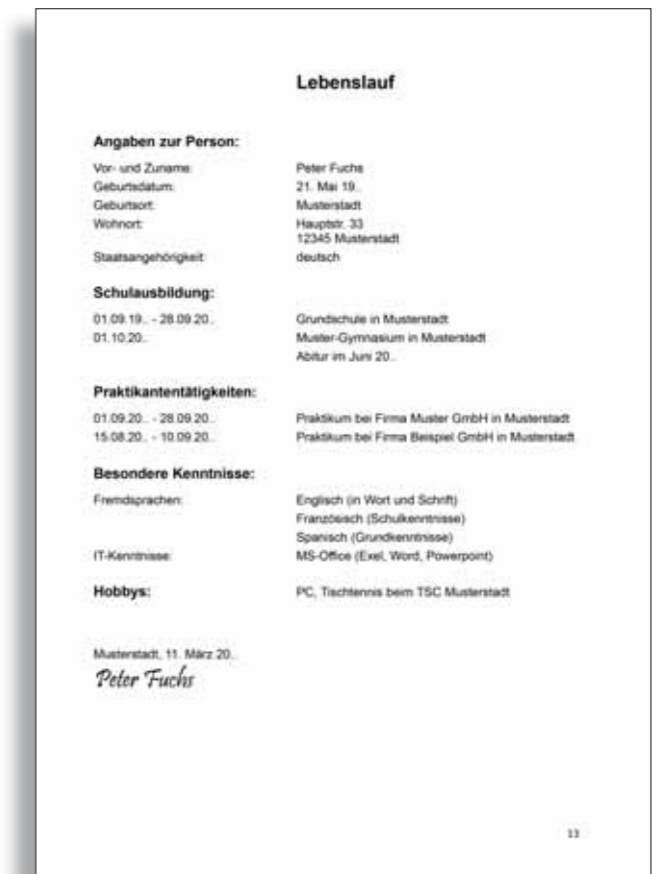 Lebenslauf
Angaben zur Person:
Vor- und Zuname: Peter Fuchs
Geburtsdatum: 21. Mai 19..
Geburtsort: Musterstadt
Wohnort: Hauptstr. 33
12345 Musterstadt
Staatsangehörigkeit: deutsch
Schulausbildung:
01.09.19.. - 28.09.20.. Grundschule in Musterstadt
01.10.20.. Muster-Gymnasium in Musterstadt
Abitur im Juni 20..
Praktikantentätigkeiten:
01.09.20.. - 28.09.20.. Praktikum bei Firma Muster GmbH in Musterstadt
15.08.20.. - 10.09.20.. Praktikum bei Firma Beispiel GmbH in Musterstadt
Besondere Kenntnisse:
Fremdsprachen: Englisch (in Wort und Schrift)
Französisch (Schulkenntnisse)
Spanisch (Grundkenntnisse)
IT-Kenntnisse: MS-Office (Exel, Word, Powerpoint)
Hobbys: PC, Tischtennis beim TSC Musterstadt
Musterstadt, 11. März 20..
Peter Fuchs
13